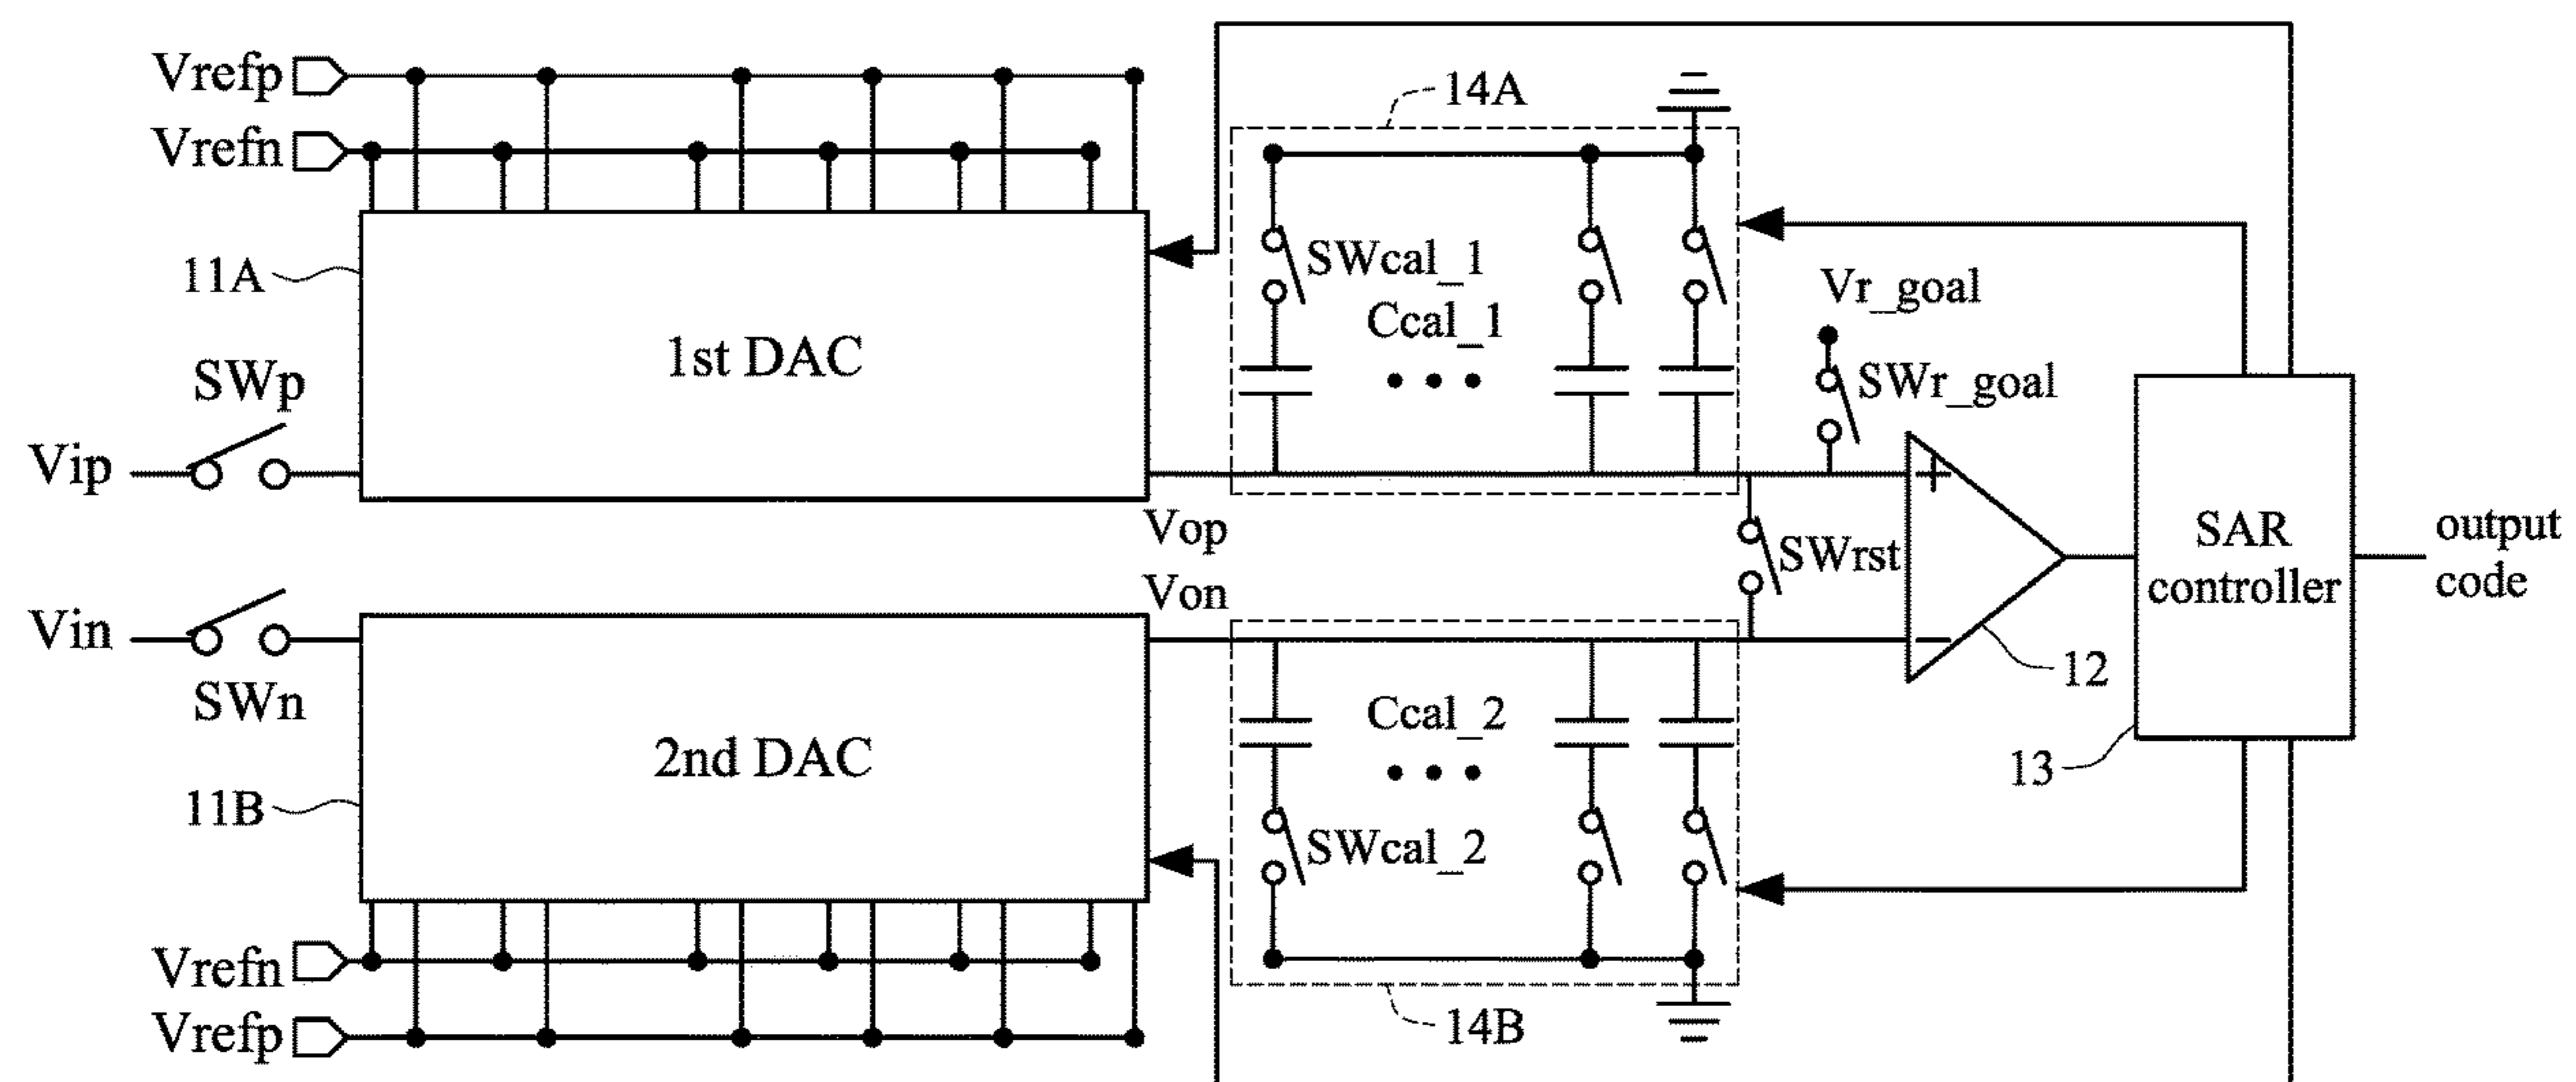 Vrefp
Vrefn
14A
11A
1st DAC
SWcal_1
Ccal_1
Vr_goal
SWr_goal
SWp
Vip
+
Vop
SWrst
SAR
controller
output
code
Vin
SWn
Von
−
12
13
2nd DAC
11B
Ccal_2
SWcal_2
Vrefn
Vrefp
14B